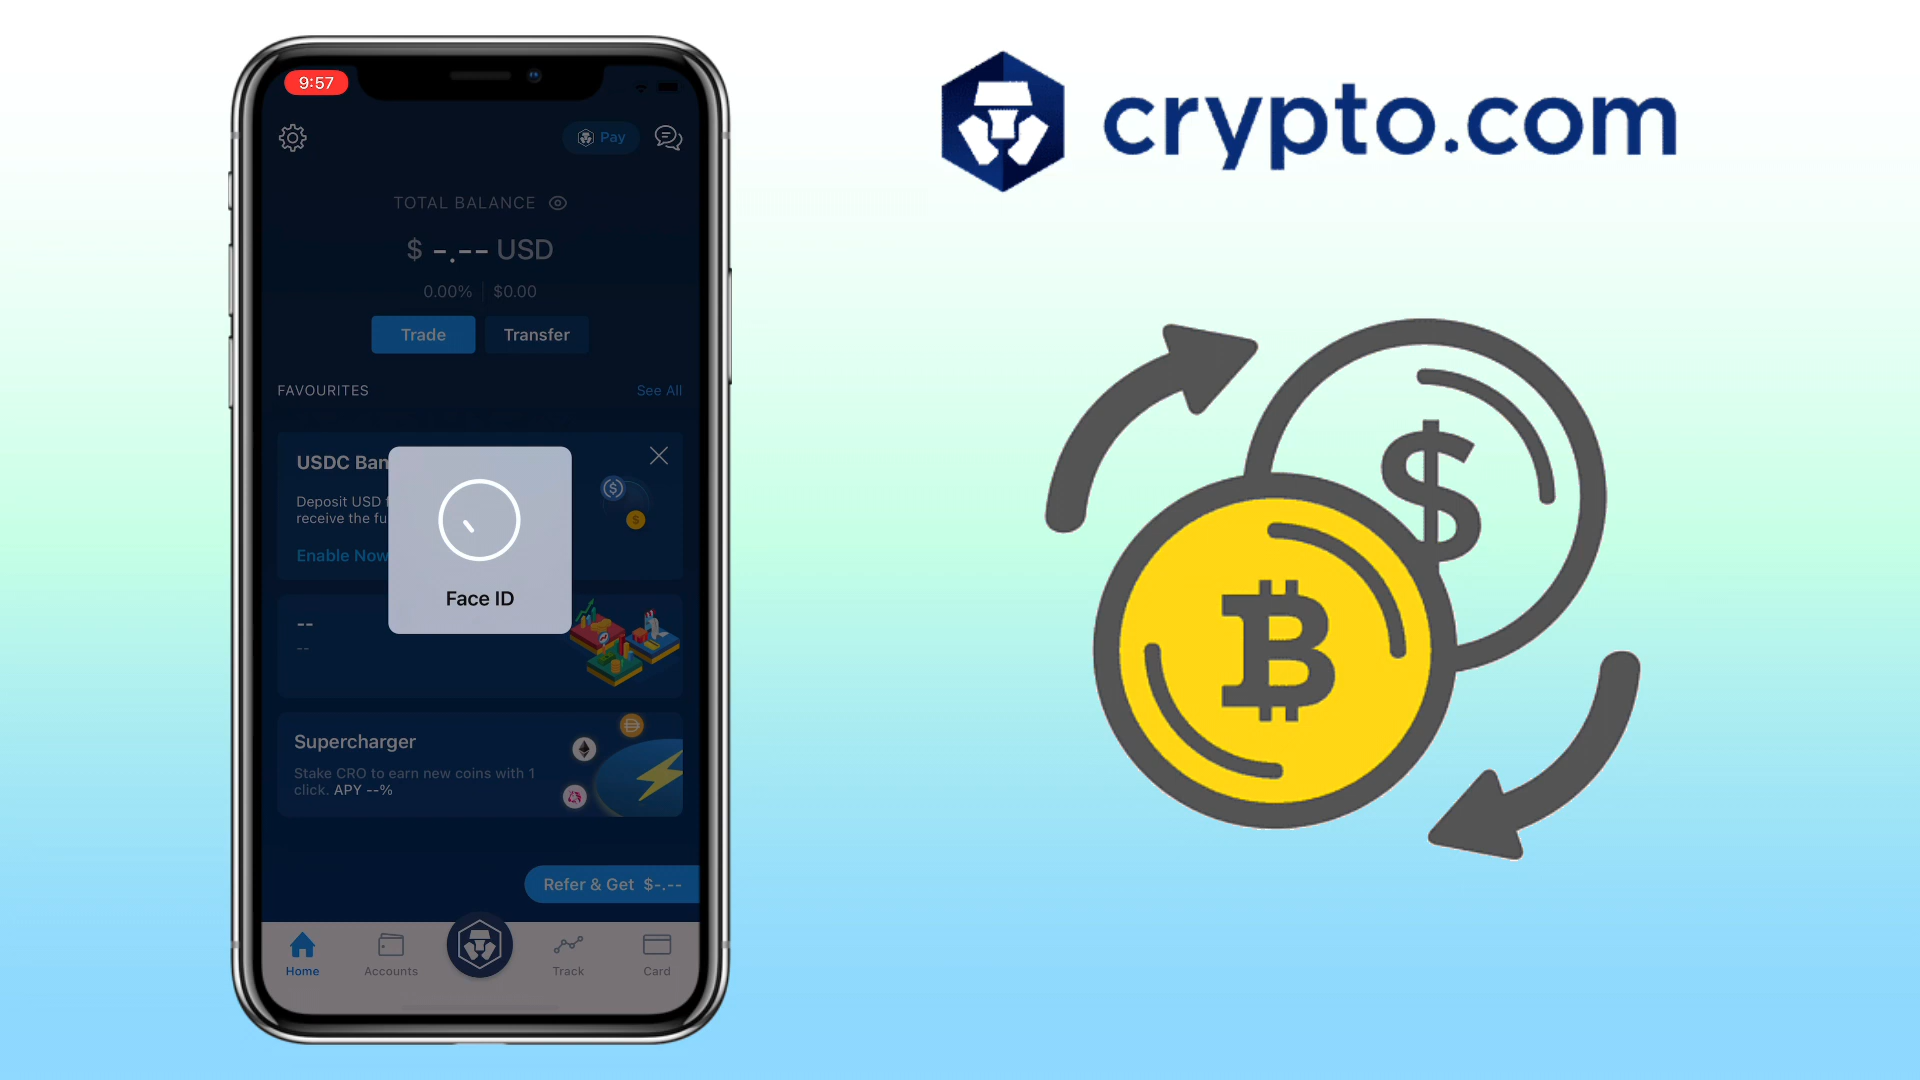 9:57
Pay
TOTAL BALANCE
$ -.-- USD
0.00% $0.00
Trade Transfer
FAVOURITES See All
USDC Ban
Deposit USD
receive the fu
Enable Now
Face ID
--
--
Supercharger
Stake CRO to earn new coins with 1
click. APY --%
Refer & Get $-.--
Home Accounts Track Card
crypto.com
$
B